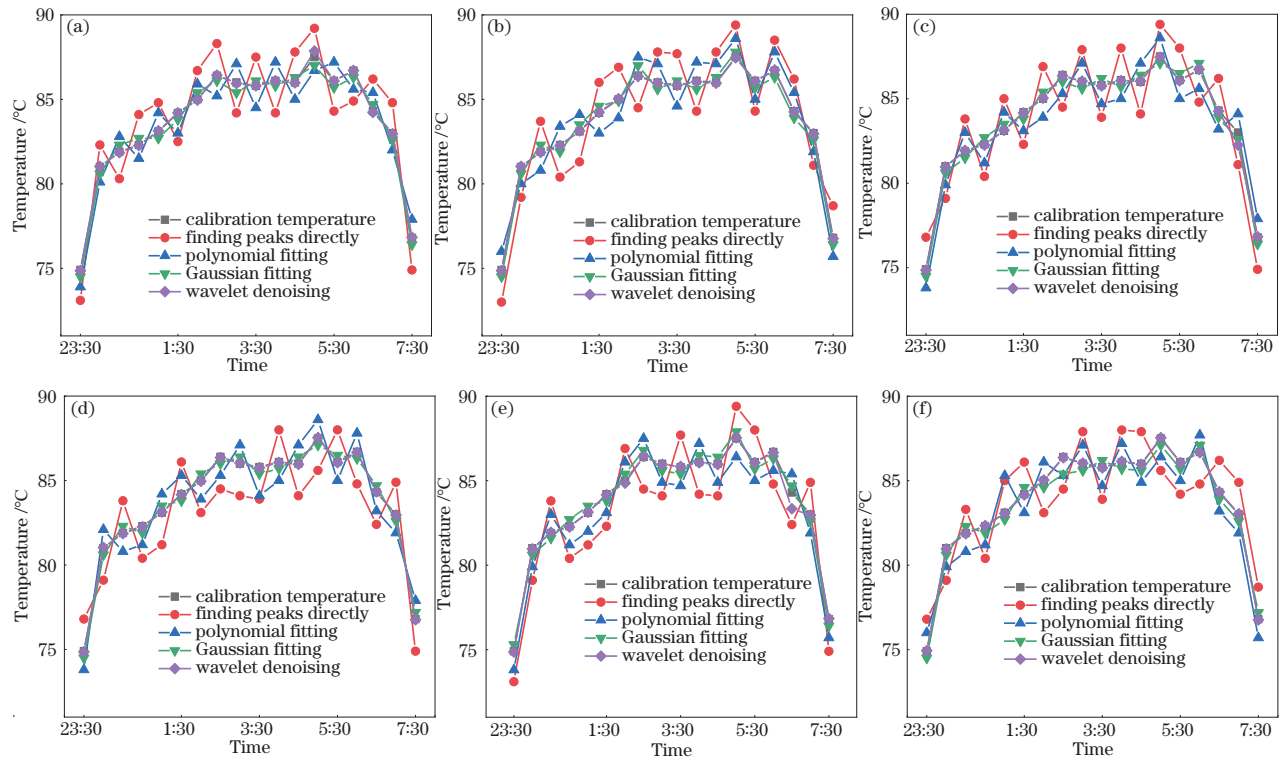 (a)
90
85
80
75
Temperature /°C
calibration temperature
finding peaks directly
polynomial fitting
Gaussian fitting
wavelet denoising
23:30 1:30 3:30 5:30 7:30
Time
(b)
90
85
80
75
Temperature /°C
calibration temperature
finding peaks directly
polynomial fitting
Gaussian fitting
wavelet denoising
23:30 1:30 3:30 5:30 7:30
Time
(c)
90
85
80
75
Temperature /°C
calibration temperature
finding peaks directly
polynomial fitting
Gaussian fitting
wavelet denoising
23:30 1:30 3:30 5:30 7:30
Time
(d)
90
85
80
75
Temperature /°C
calibration temperature
finding peaks directly
polynomial fitting
Gaussian fitting
wavelet denoising
23:30 1:30 3:30 5:30 7:30
Time
(e)
90
85
80
75
Temperature /°C
calibration temperature
finding peaks directly
polynomial fitting
Gaussian fitting
wavelet denoising
23:30 1:30 3:30 5:30 7:30
Time
(f)
90
85
80
75
Temperature /°C
calibration temperature
finding peaks directly
polynomial fitting
Gaussian fitting
wavelet denoising
23:30 1:30 3:30 5:30 7:30
Time